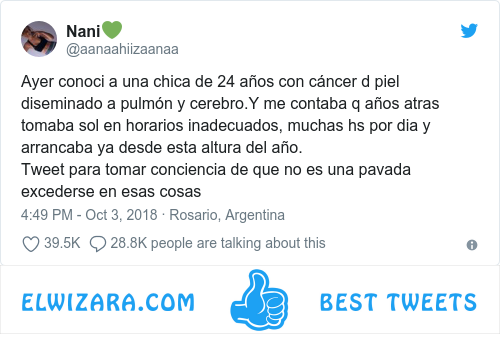 Nani💚
@aanaahiizaanaa
Ayer conoci a una chica de 24 años con cáncer d piel
diseminado a pulmón y cerebro.Y me contaba q años atras
tomaba sol en horarios inadecuados, muchas hs por dia y
arrancaba ya desde esta altura del año.
Tweet para tomar conciencia de que no es una pavada
excederse en esas cosas
4:49 PM - Oct 3, 2018 · Rosario, Argentina
39.5K 28.8K people are talking about this
ELWIZARA.COM BEST TWEETS